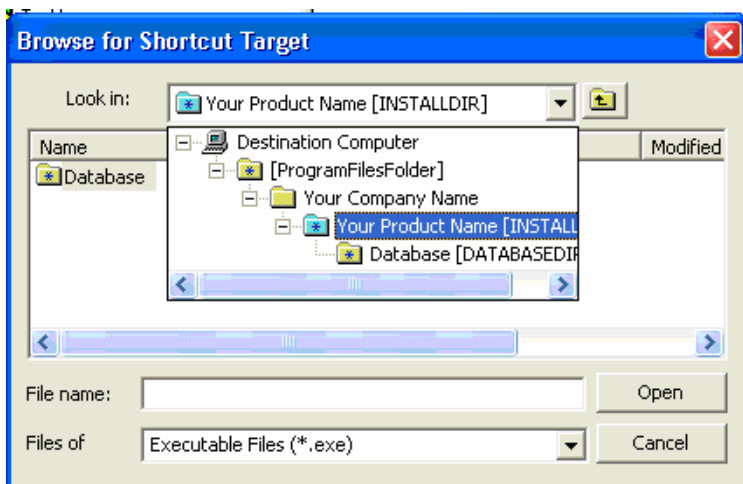 Browse for Shortcut Target
Look in:
Your Product Name [INSTALLDIR]
Name
Modified
Database
Destination Computer
[ProgramFilesFolder]
Your Company Name
Your Product Name [INSTALL
Database [DATABASEDIR
File name:
Open
Files of
Executable Files (*.exe)
Cancel